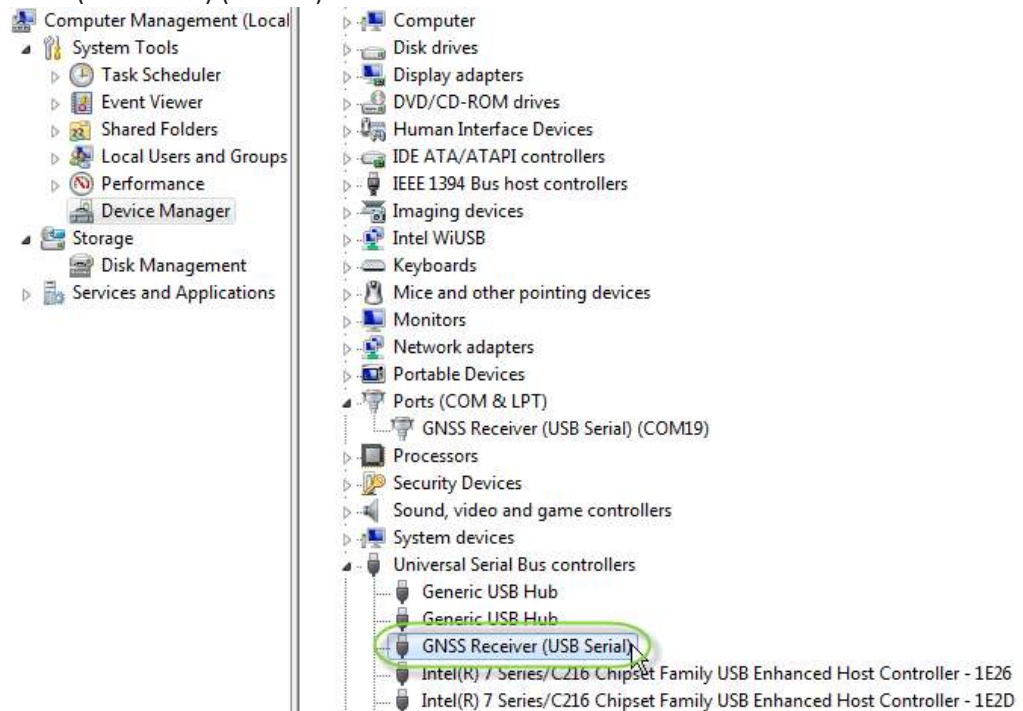 Computer Management (Local
System Tools
Task Scheduler
Event Viewer
Shared Folders
Local Users and Groups
Performance
Device Manager
Storage
Disk Management
Services and Applications
Computer
Disk drives
Display adapters
DVD/CD-ROM drives
Human Interface Devices
IDE ATA/ATAPI controllers
IEEE 1394 Bus host controllers
Imaging devices
Intel WiUSB
Keyboards
Mice and other pointing devices
Monitors
Network adapters
Portable Devices
Ports (COM & LPT)
GNSS Receiver (USB Serial) (COM19)
Processors
Security Devices
Sound, video and game controllers
System devices
Universal Serial Bus controllers
Generic USB Hub
Generic USB Hub
GNSS Receiver (USB Serial)
Intel(R) 7 Series/C216 Chipset Family USB Enhanced Host Controller - 1E26
Intel(R) 7 Series/C216 Chipset Family USB Enhanced Host Controller - 1E2D